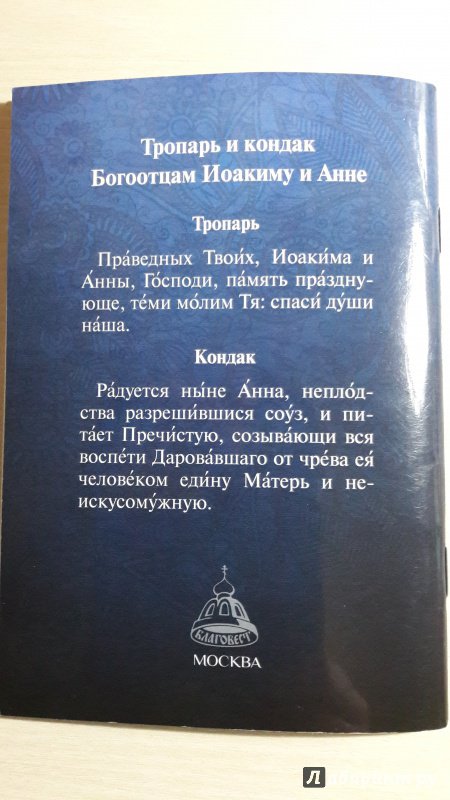 Тропарь и кондак
Богоотцам Иоакиму и Анне
Тропарь
Пра́ведных Твои́х, Иоаки́ма и
А́нны, Го́споди, па́мять пра́здну-
юще, те́ми мо́лим Тя: спаси́ ду́ши
на́ша.
Кондак
Ра́дуется ны́не А́нна, непло́д-
ства разреши́вшися соу́з, и пи-
та́ет Пречи́стую, созыва́ющи вся
воспе́ти Дарова́вшаго от чре́ва ея́
челове́ком еди́ну Ма́терь и не-
искусому́жную.
БЛАГОВЕСТ
МОСКВА
Л Лабиринт.ру